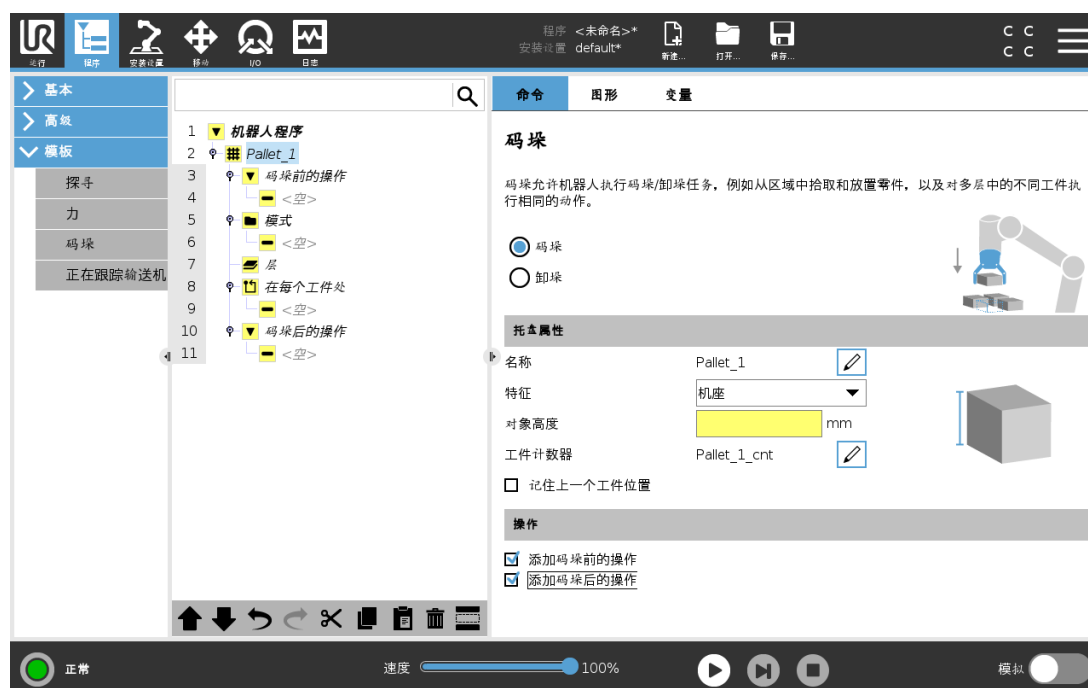 程序 <未命名>*
安装设置 default*
运行 程序 安装设置 移动 I/O 日志 新建... 打开... 保存...
C C
C C
基本
高级
模板
探寻
力
码垛
正在跟踪输送机
1 机器人程序
2 Pallet_1
3 码垛前的操作
4 <空>
5 模式
6 <空>
7 层
8 在每个工件处
9 <空>
10 码垛后的操作
11 <空>
命令 图形 变量
码垛
码垛允许机器人执行码垛/卸垛任务，例如从区域中拾取和放置零件，以及对多层中的不同工件执
行相同的动作。
码垛
卸垛
托盘属性
名称 Pallet_1
特征 机座
对象高度 mm
工件计数器 Pallet_1_cnt
记住上一个工件位置
操作
添加码垛前的操作
添加码垛后的操作
正常 速度 100% 模拟